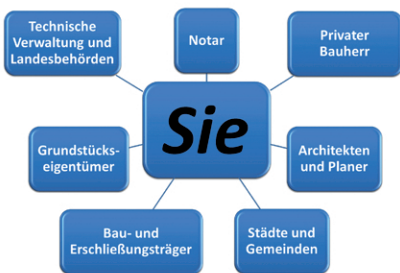 Technische
Verwaltung und
Landesbehörden
Notar
Privater
Bauherr
Grundstücks-
eigentümer
Sie
Architekten
und Planer
Bau- und
Erschließungsträger
Städte und
Gemeinden